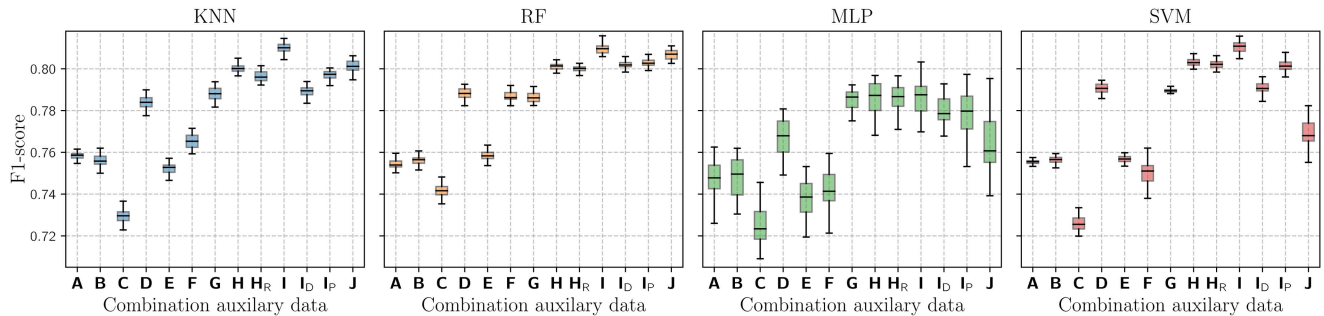 KNN RF MLP SVM
F1-score
0.80
0.78
0.76
0.74
0.72
A B C D E F G H H_R I I_D I_P J A B C D E F G H H_R I I_D I_P J A B C D E F G H H_R I I_D I_P J A B C D E F G H H_R I I_D I_P J
Combination auxilary data Combination auxilary data Combination auxilary data Combination auxilary data